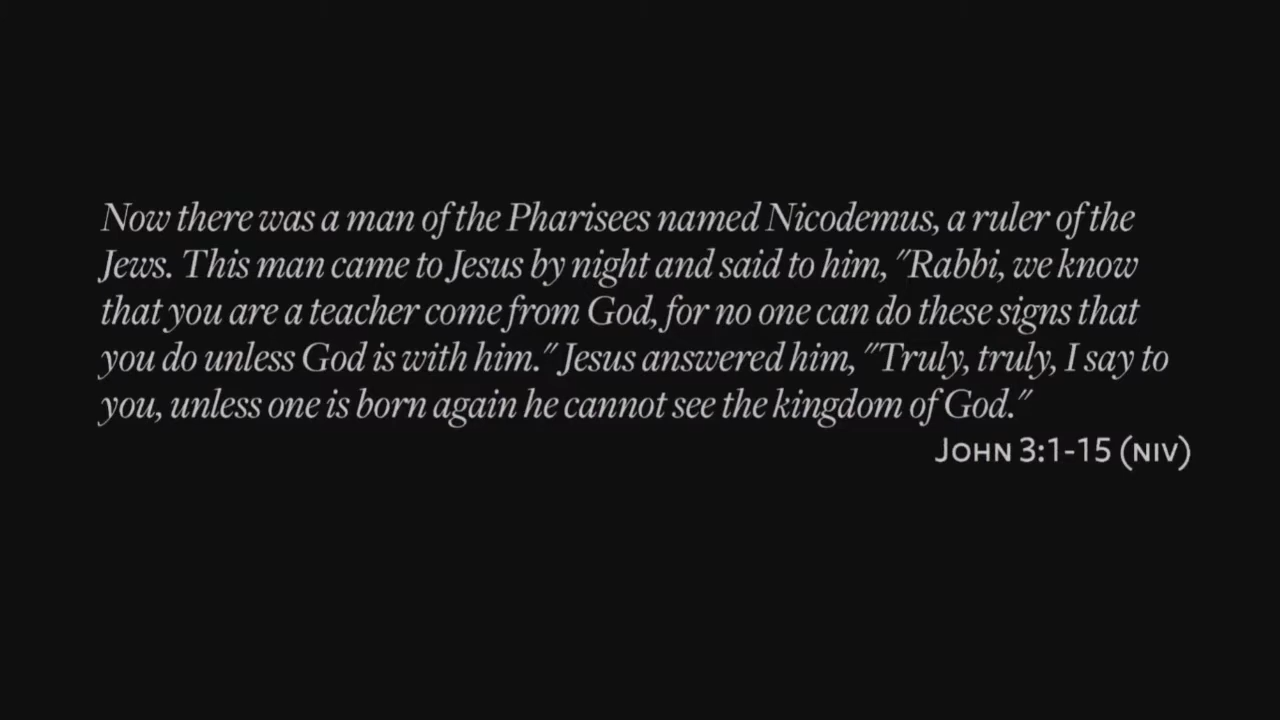 Now there was a man of the Pharisees named Nicodemus, a ruler of the
Jews. This man came to Jesus by night and said to him, "Rabbi, we know
that you are a teacher come from God, for no one can do these signs that
you do unless God is with him." Jesus answered him, "Truly, truly, I say to
you, unless one is born again he cannot see the kingdom of God."
JOHN 3:1-15 (NIV)